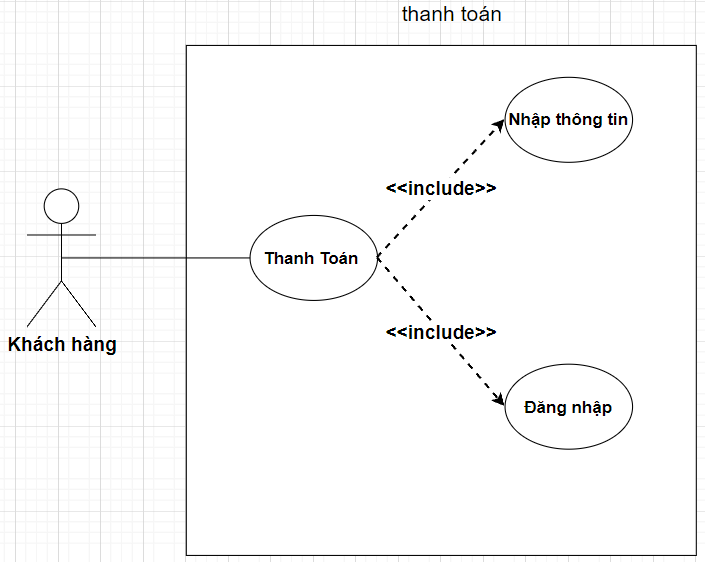 thanh toán
Nhập thông tin
<<include>>
Thanh Toán
Khách hàng
<<include>>
Đăng nhập